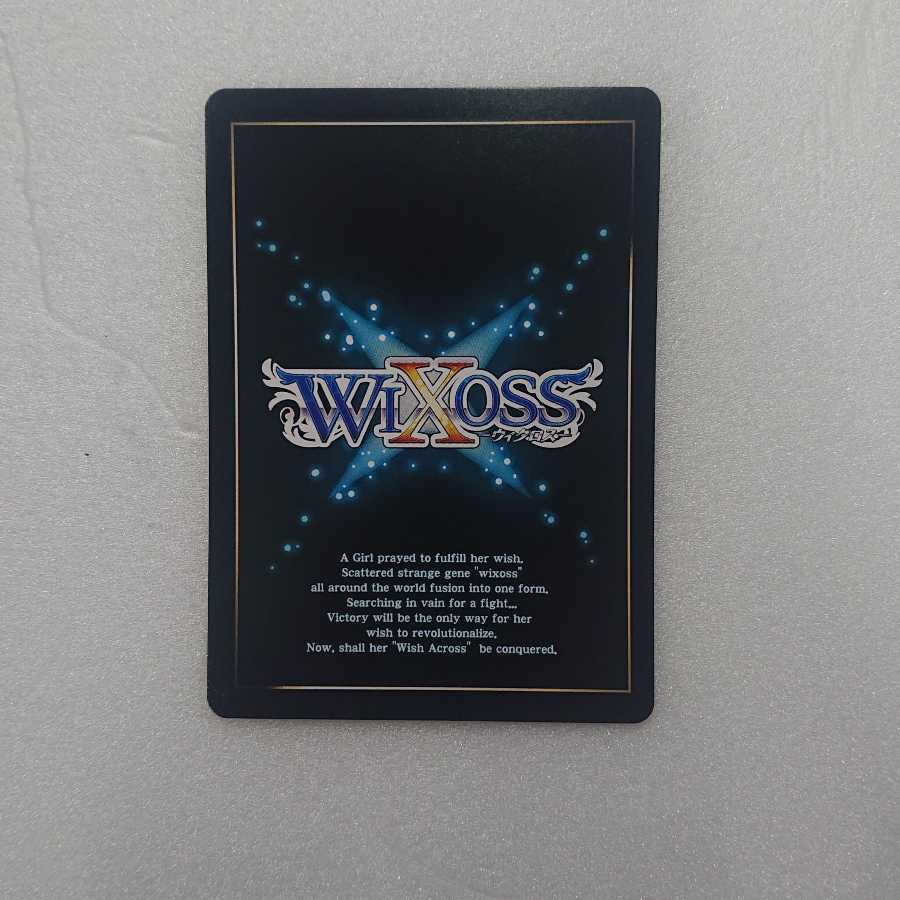 WIXOSS
—ウィクロス—
A Girl prayed to fulfill her wish.
Scattered strange gene "wixoss"
all around the world fusion into one form.
Searching in vain for a fight...
Victory will be the only way for her
wish to revolutionalize.
Now, shall her "Wish Across" be conquered.